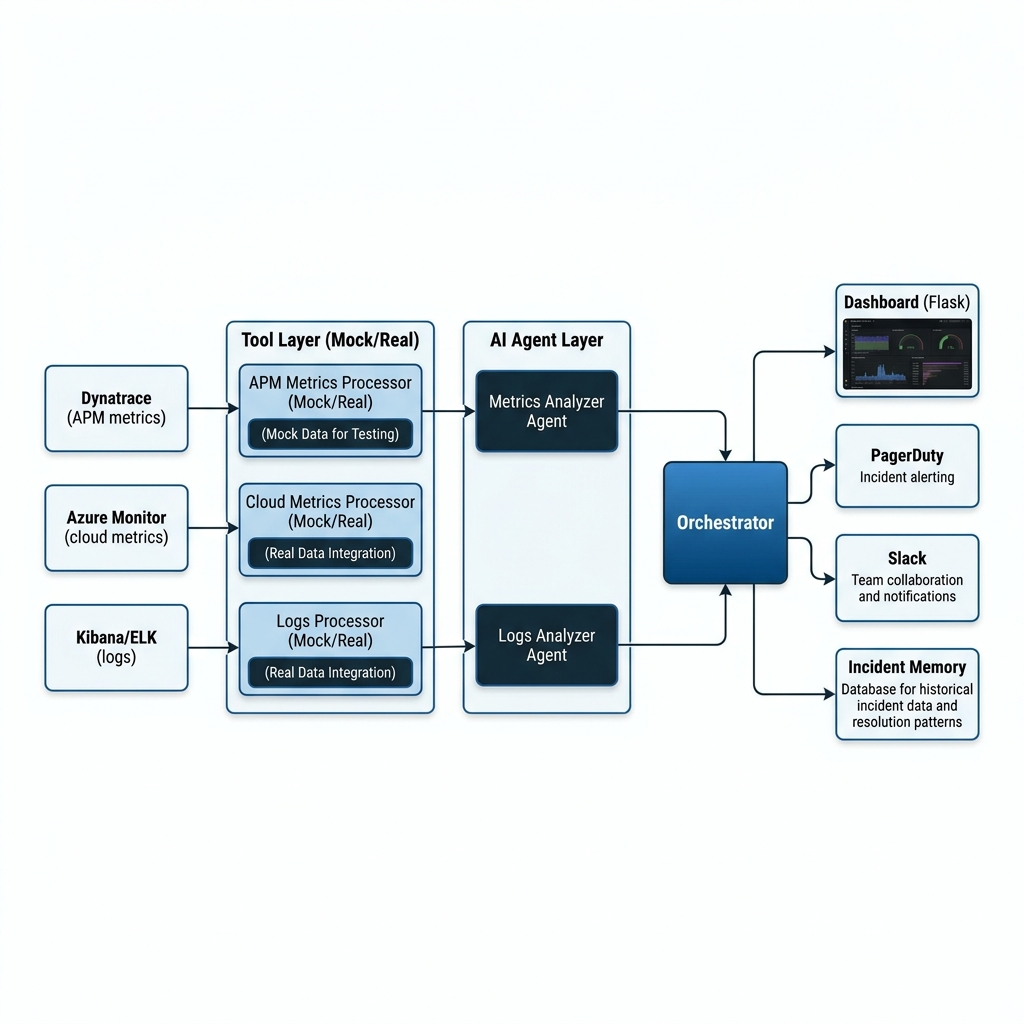 Dynatrace
(APM metrics)
Azure Monitor
(cloud metrics)
Kibana/ELK
(logs)
Tool Layer (Mock/Real)
APM Metrics Processor
(Mock/Real)
(Mock Data for Testing)
Cloud Metrics Processor
(Mock/Real)
(Real Data Integration)
Logs Processor
(Mock/Real)
(Real Data Integration)
AI Agent Layer
Metrics Analyzer
Agent
Logs Analyzer
Agent
Orchestrator
Dashboard (Flask)
PagerDuty
Incident alerting
Slack
Team collaboration
and notifications
Incident Memory
Database for historical
incident data and
resolution patterns